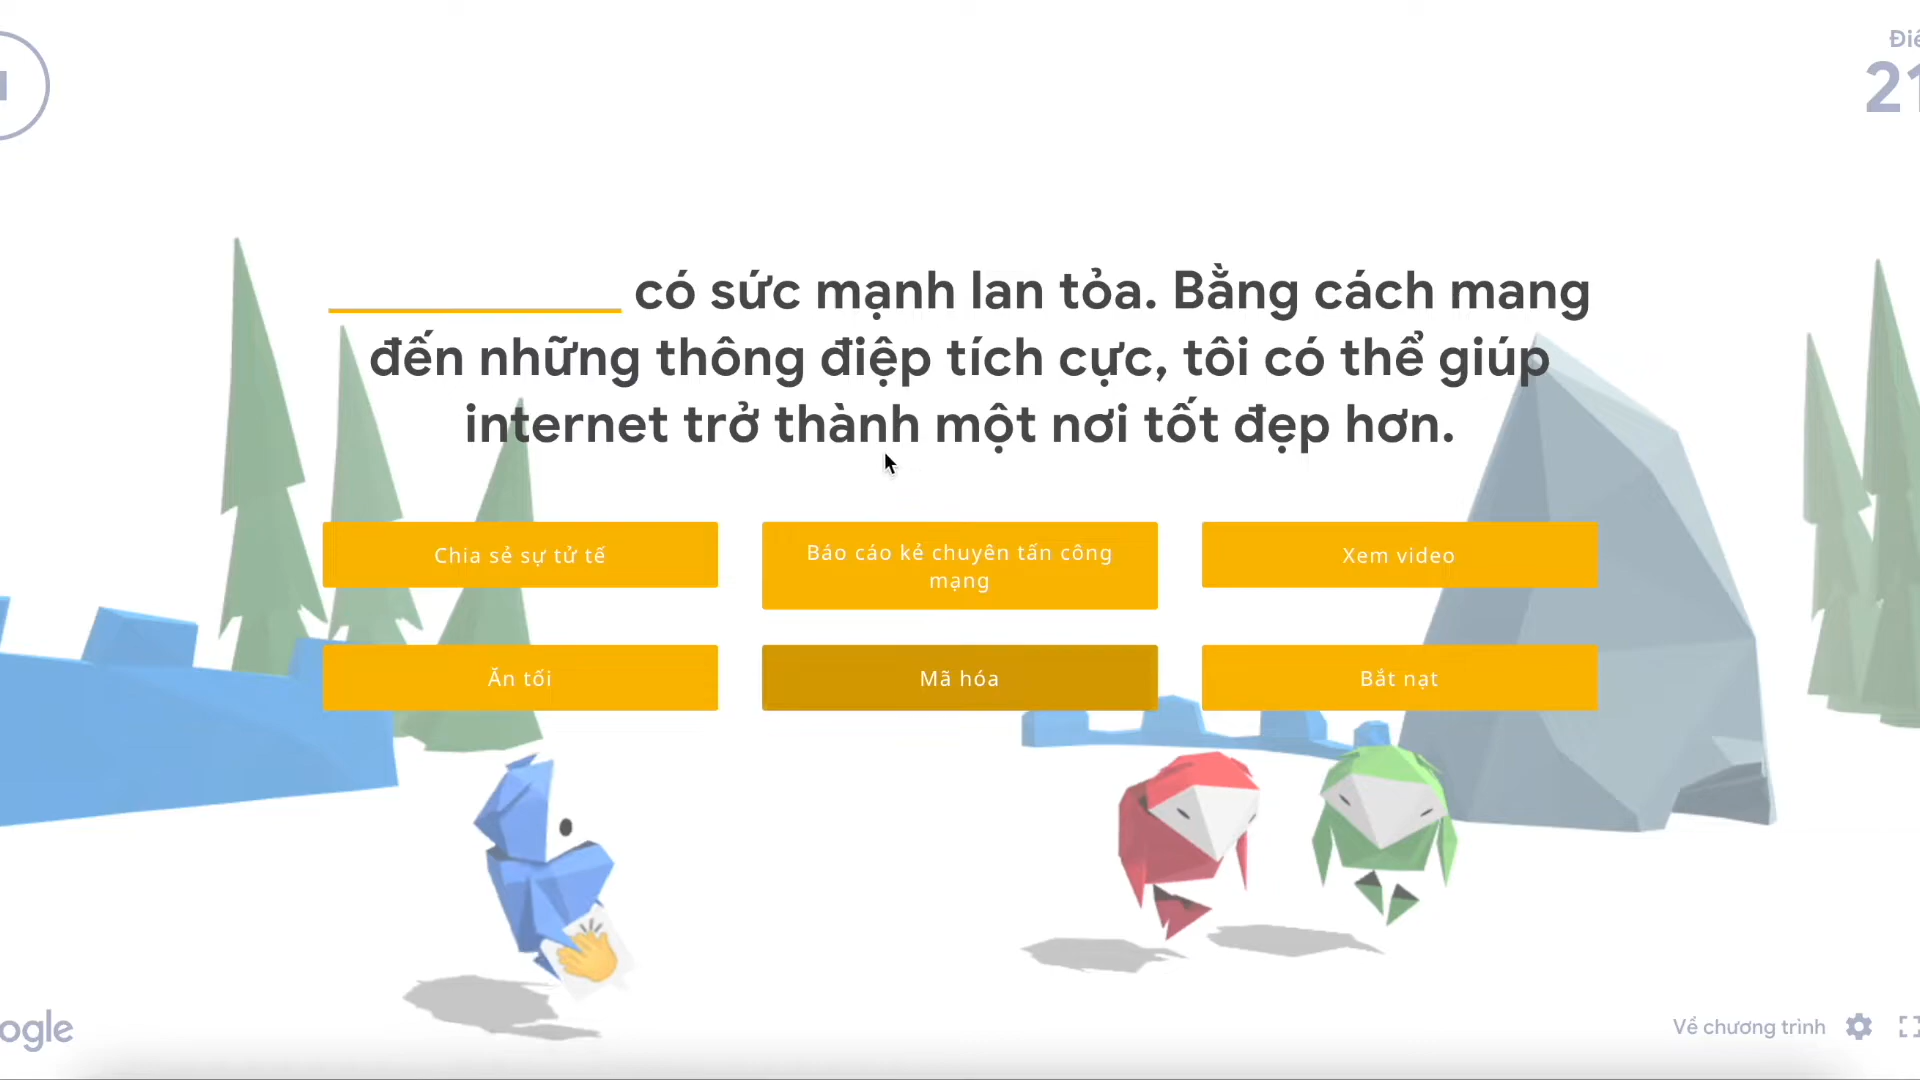 21
__________ có sức mạnh lan tỏa. Bằng cách mang
đến những thông điệp tích cực, tôi có thể giúp
internet trở thành một nơi tốt đẹp hơn.
Chia sẻ sự tử tế
Báo cáo kẻ chuyên tấn công
mạng
Xem video
Ăn tối
Mã hóa
Bắt nạt
ogle
Về chương trình